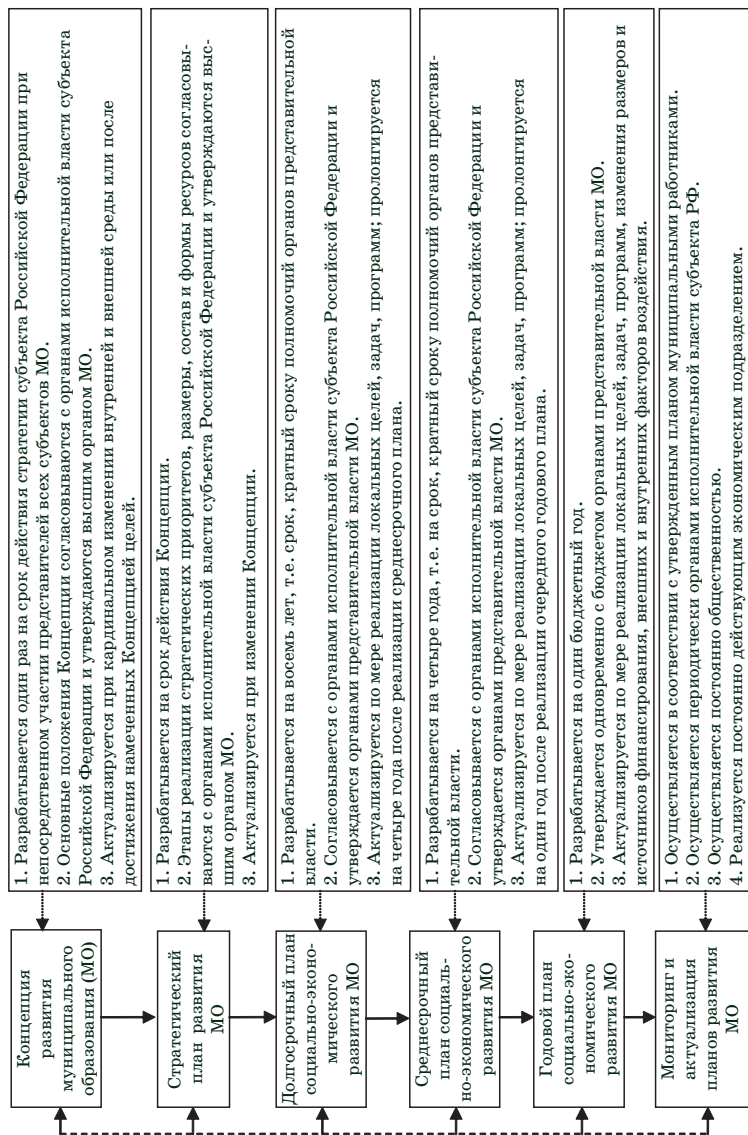 Концепция
развития
муниципального
образования (МО)
1. Разрабатывается один раз на срок действия стратегии субъекта Российской Федерации при
непосредственном участии представителей всех субъектов МО.
2. Основные положения Концепции согласовываются с органами исполнительной власти субъекта
Российской Федерации и утверждаются высшим органом МО.
3. Актуализируется при кардинальном изменении внутренней и внешней среды или после
достижения намеченных Концепцией целей.
Стратегический
план развития
МО
1. Разрабатывается на срок действия Концепции.
2. Этапы реализации стратегических приоритетов, размеры, состав и формы ресурсов согласовы-
ваются с органами исполнительной власти субъекта Российской Федерации и утверждаются выс-
шим органом МО.
3. Актуализируется при изменении Концепции.
Долгосрочный план
социально-эконо-
мического
развития МО
1. Разрабатывается на восемь лет, т.е. срок, кратный сроку полномочий органов представительной
власти.
2. Согласовывается с органами исполнительной власти субъекта Российской Федерации и
утверждается органами представительной власти МО.
3. Актуализируется по мере реализации локальных целей, задач, программ; пролонгируется
на четыре года после реализации среднесрочного плана.
Среднесрочный
план социаль-
но-экономического
развития МО
1. Разрабатывается на четыре года, т.е. на срок, кратный сроку полномочий органов представи-
тельной власти.
2. Согласовывается с органами исполнительной власти субъекта Российской Федерации и
утверждается органами представительной власти МО.
3. Актуализируется по мере реализации локальных целей, задач, программ; пролонгируется
на один год после реализации очередного годового плана.
Годовой план
социально-эко-
номического
развития МО
1. Разрабатывается на один бюджетный год.
2. Утверждается одновременно с бюджетом органами представительной власти МО.
3. Актуализируется по мере реализации локальных целей, задач, программ, изменения размеров и
источников финансирования, внешних и внутренних факторов воздействия.
Мониторинг и
актуализация
планов развития
МО
1. Осуществляется в соответствии с утвержденным планом муниципальными работниками.
2. Осуществляется периодически органами исполнительной власти субъекта РФ.
3. Осуществляется постоянно общественностью.
4. Реализуется постоянно действующим экономическим подразделением.